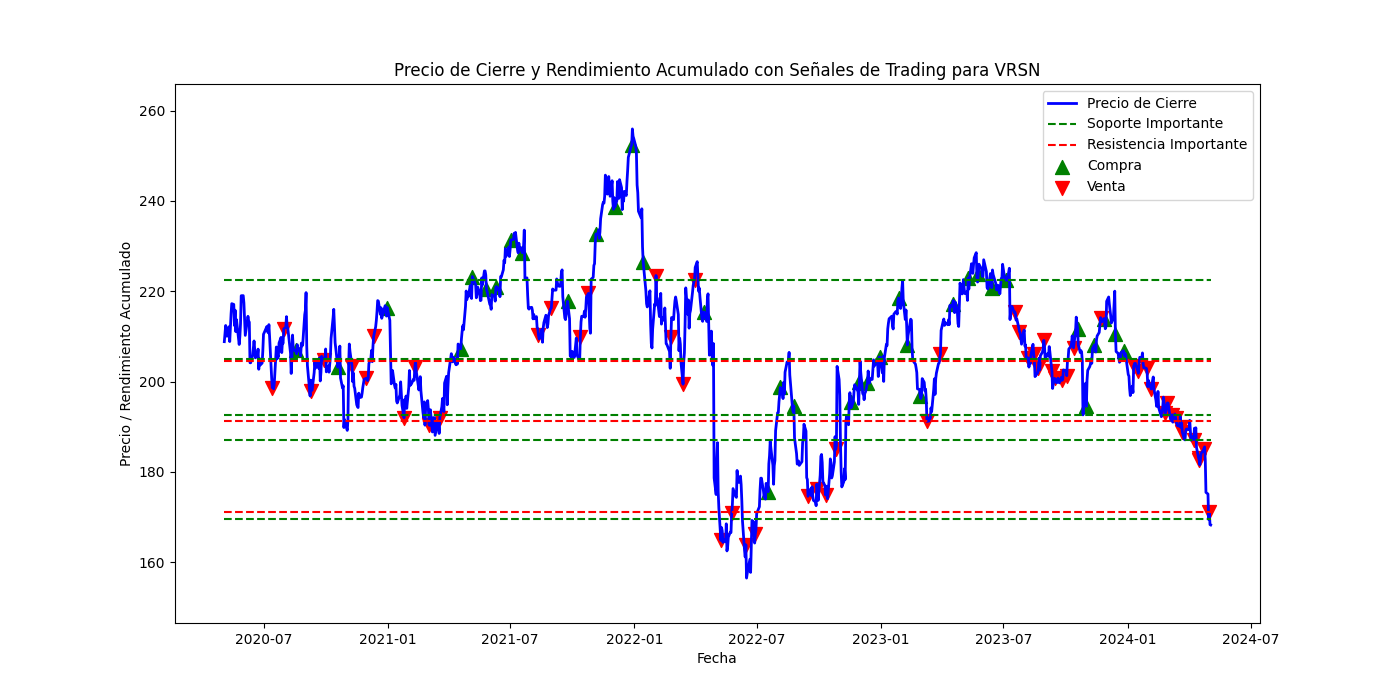 Precio de Cierre y Rendimiento Acumulado con Señales de Trading para VRSN
Precio de Cierre
Soporte Importante
Resistencia Importante
Compra
Venta
Precio / Rendimiento Acumulado
260
240
220
200
180
160
2020-07
2021-01
2021-07
2022-01
2022-07
2023-01
2023-07
2024-01
2024-07
Fecha